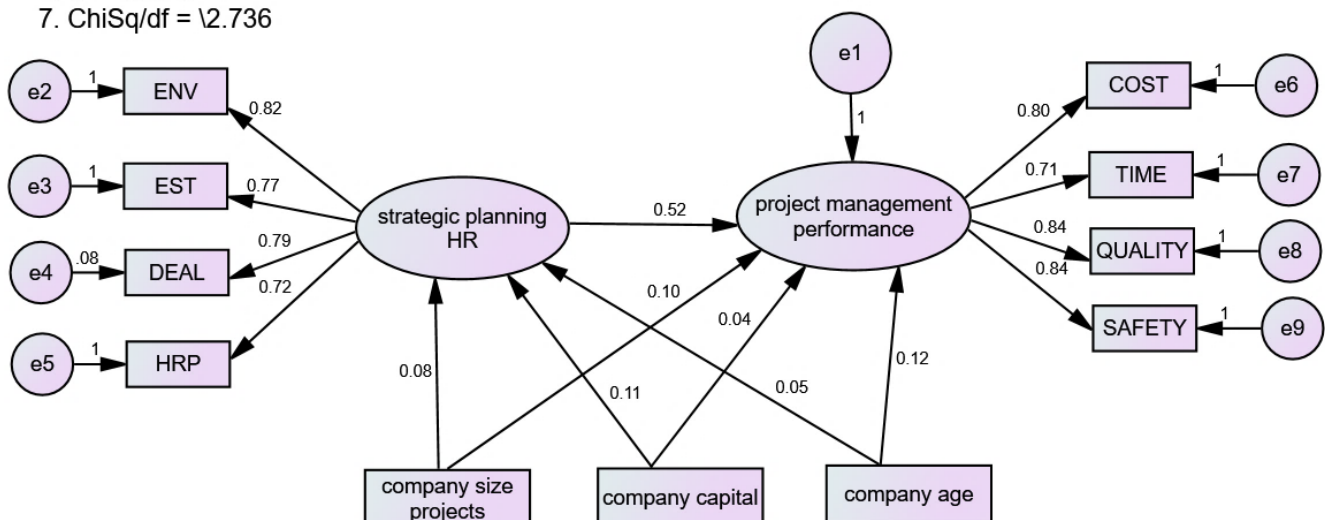 7. ChiSq/df = \2.736
e1
e2
1
ENV
0.82
1
COST
1
e6
0.80
e3
1
EST
0.77
strategic planning
HR
0.52
project management
performance
0.71
TIME
1
e7
e4
.08
DEAL
0.79
0.84
QUALITY
1
e8
0.72
0.84
e5
1
HRP
SAFETY
1
e9
0.10
0.04
0.08
0.11
0.05
0.12
company size
projects
company capital
company age